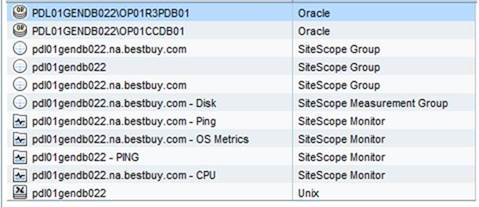 PDL01GENDB022\OP01R3PDB01 Oracle
PDL01GENDB022\OP01CCDB01 Oracle
pdl01gendb022.na.bestbuy.com SiteScope Group
pdl01gendb022 SiteScope Group
pdl01gendb022.na.bestbuy.com SiteScope Group
pdl01gendb022.na.bestbuy.com - Disk SiteScope Measurement Group
pdl01gendb022.na.bestbuy.com - Ping SiteScope Monitor
pdl01gendb022.na.bestbuy.com - OS Metrics SiteScope Monitor
pdl01gendb022 - PING SiteScope Monitor
pdl01gendb022.na.bestbuy.com - CPU SiteScope Monitor
pdl01gendb022 Unix